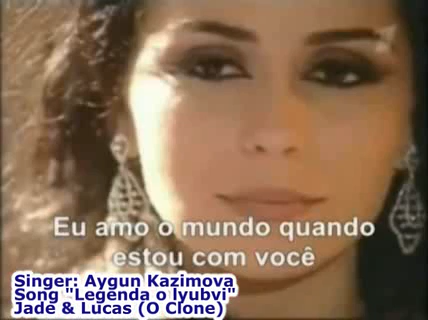 Eu amo o mundo quando
estou com você
Singer: Aygun Kazimova
Song "Legenda o lyubvi"
Jade & Lucas (O Clone)